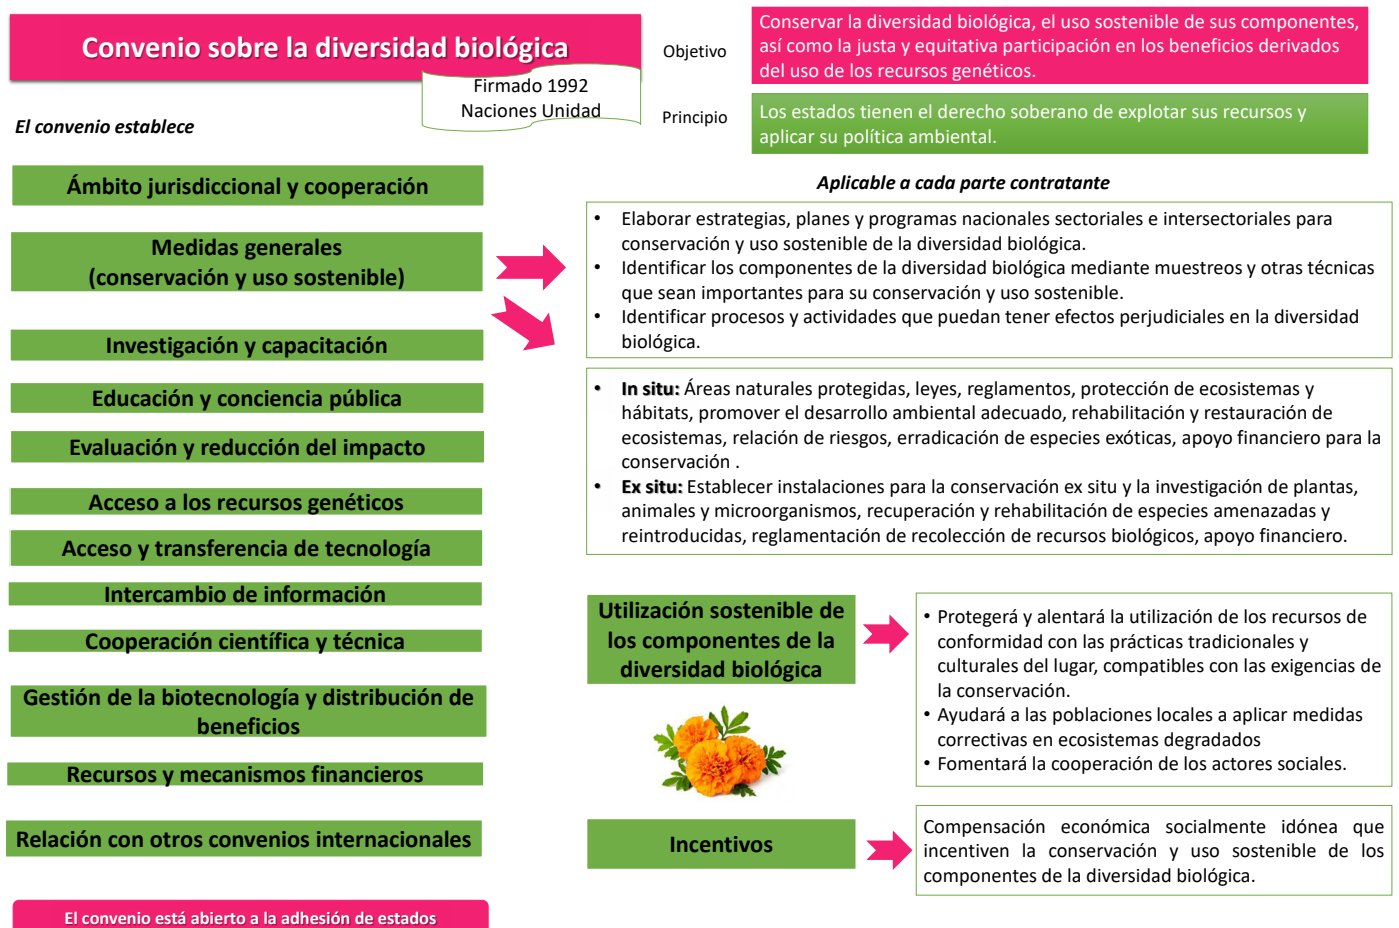 Convenio sobre la diversidad biológica
Firmado 1992
Naciones Unidad
Objetivo
Conservar la diversidad biológica, el uso sostenible de sus componentes,
así como la justa y equitativa participación en los beneficios derivados
del uso de los recursos genéticos.
Principio
Los estados tienen el derecho soberano de explotar sus recursos y
aplicar su política ambiental.
El convenio establece
Ámbito jurisdiccional y cooperación
Medidas generales
(conservación y uso sostenible)
Investigación y capacitación
Educación y conciencia pública
Evaluación y reducción del impacto
Acceso a los recursos genéticos
Acceso y transferencia de tecnología
Intercambio de información
Cooperación científica y técnica
Gestión de la biotecnología y distribución de
beneficios
Recursos y mecanismos financieros
Relación con otros convenios internacionales
El convenio está abierto a la adhesión de estados
Aplicable a cada parte contratante
• Elaborar estrategias, planes y programas nacionales sectoriales e intersectoriales para
conservación y uso sostenible de la diversidad biológica.
• Identificar los componentes de la diversidad biológica mediante muestreos y otras técnicas
que sean importantes para su conservación y uso sostenible.
• Identificar procesos y actividades que puedan tener efectos perjudiciales en la diversidad
biológica.
• In situ: Áreas naturales protegidas, leyes, reglamentos, protección de ecosistemas y
hábitats, promover el desarrollo ambiental adecuado, rehabilitación y restauración de
ecosistemas, relación de riesgos, erradicación de especies exóticas, apoyo financiero para la
conservación .
• Ex situ: Establecer instalaciones para la conservación ex situ y la investigación de plantas,
animales y microorganismos, recuperación y rehabilitación de especies amenazadas y
reintroducidas, reglamentación de recolección de recursos biológicos, apoyo financiero.
Utilización sostenible de
los componentes de la
diversidad biológica
• Protegerá y alentará la utilización de los recursos de
conformidad con las prácticas tradicionales y
culturales del lugar, compatibles con las exigencias de
la conservación.
• Ayudará a las poblaciones locales a aplicar medidas
correctivas en ecosistemas degradados
• Fomentará la cooperación de los actores sociales.
Incentivos
Compensación económica socialmente idónea que
incentiven la conservación y uso sostenible de los
componentes de la diversidad biológica.